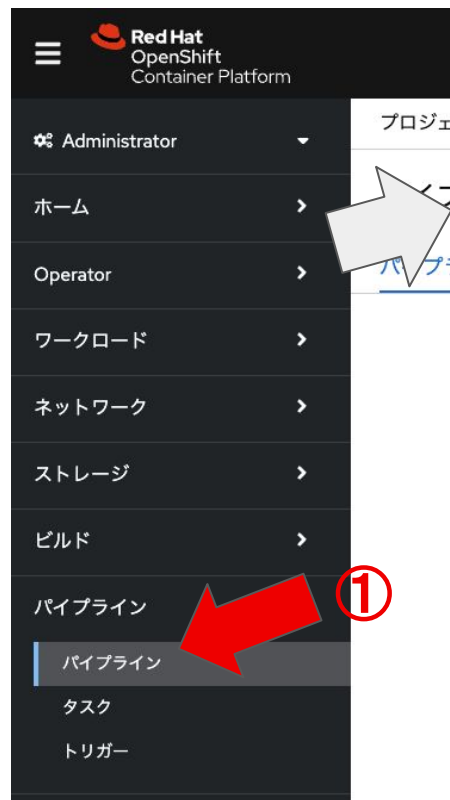 Red Hat
OpenShift
Container Platform
Administrator
プロジェ
ホーム
Operator
ワークロード
ネットワーク
ストレージ
ビルド
パイプライン
①
パイプライン
タスク
トリガー